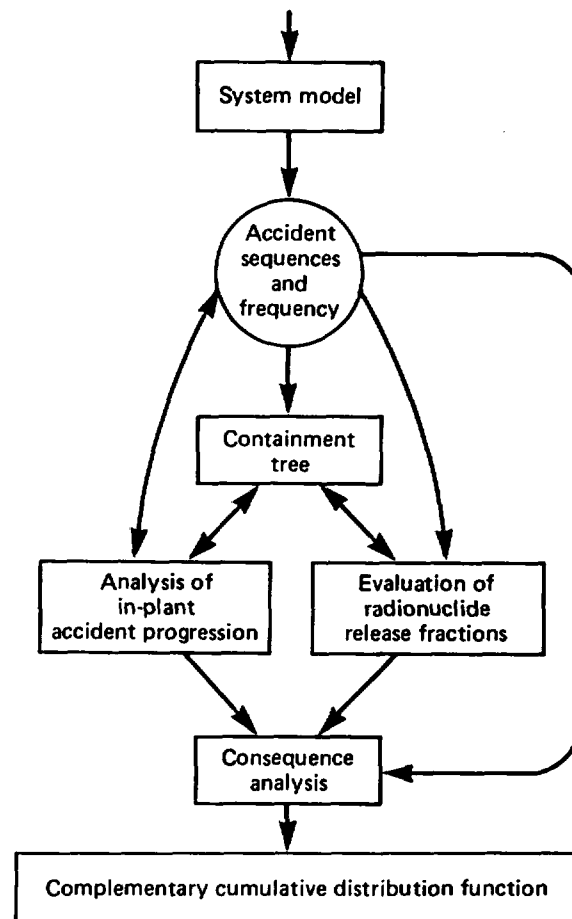 System model
Accident
sequences
and
frequency
Containment
tree
Analysis of
in-plant
accident progression
Evaluation of
radionuclide
release fractions
Consequence
analysis
Complementary cumulative distribution function